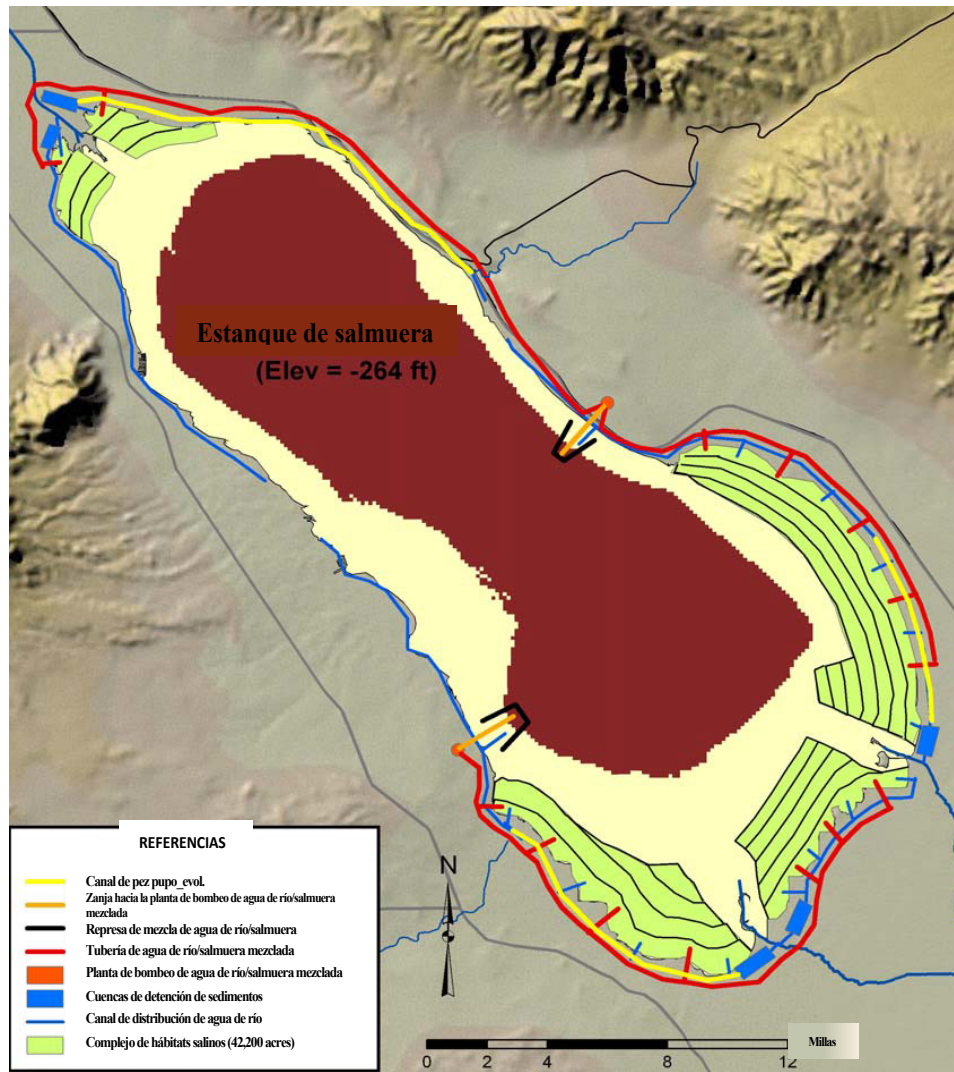 Estanque de salmuera
(Elev = -264 ft)
REFERENCIAS
Canal de pez pupo_evol.
Zanja hacia la planta de bombeo de agua de río/salmuera
mezclada
Represa de mezcla de agua de río/salmuera
Tubería de agua de río/salmuera mezclada
Planta de bombeo de agua de río/salmuera mezclada
Cuencas de detención de sedimentos
Canal de distribución de agua de río
Complejo de hábitats salinos (42,200 acres)
N
Millas
0 2 4 8 12